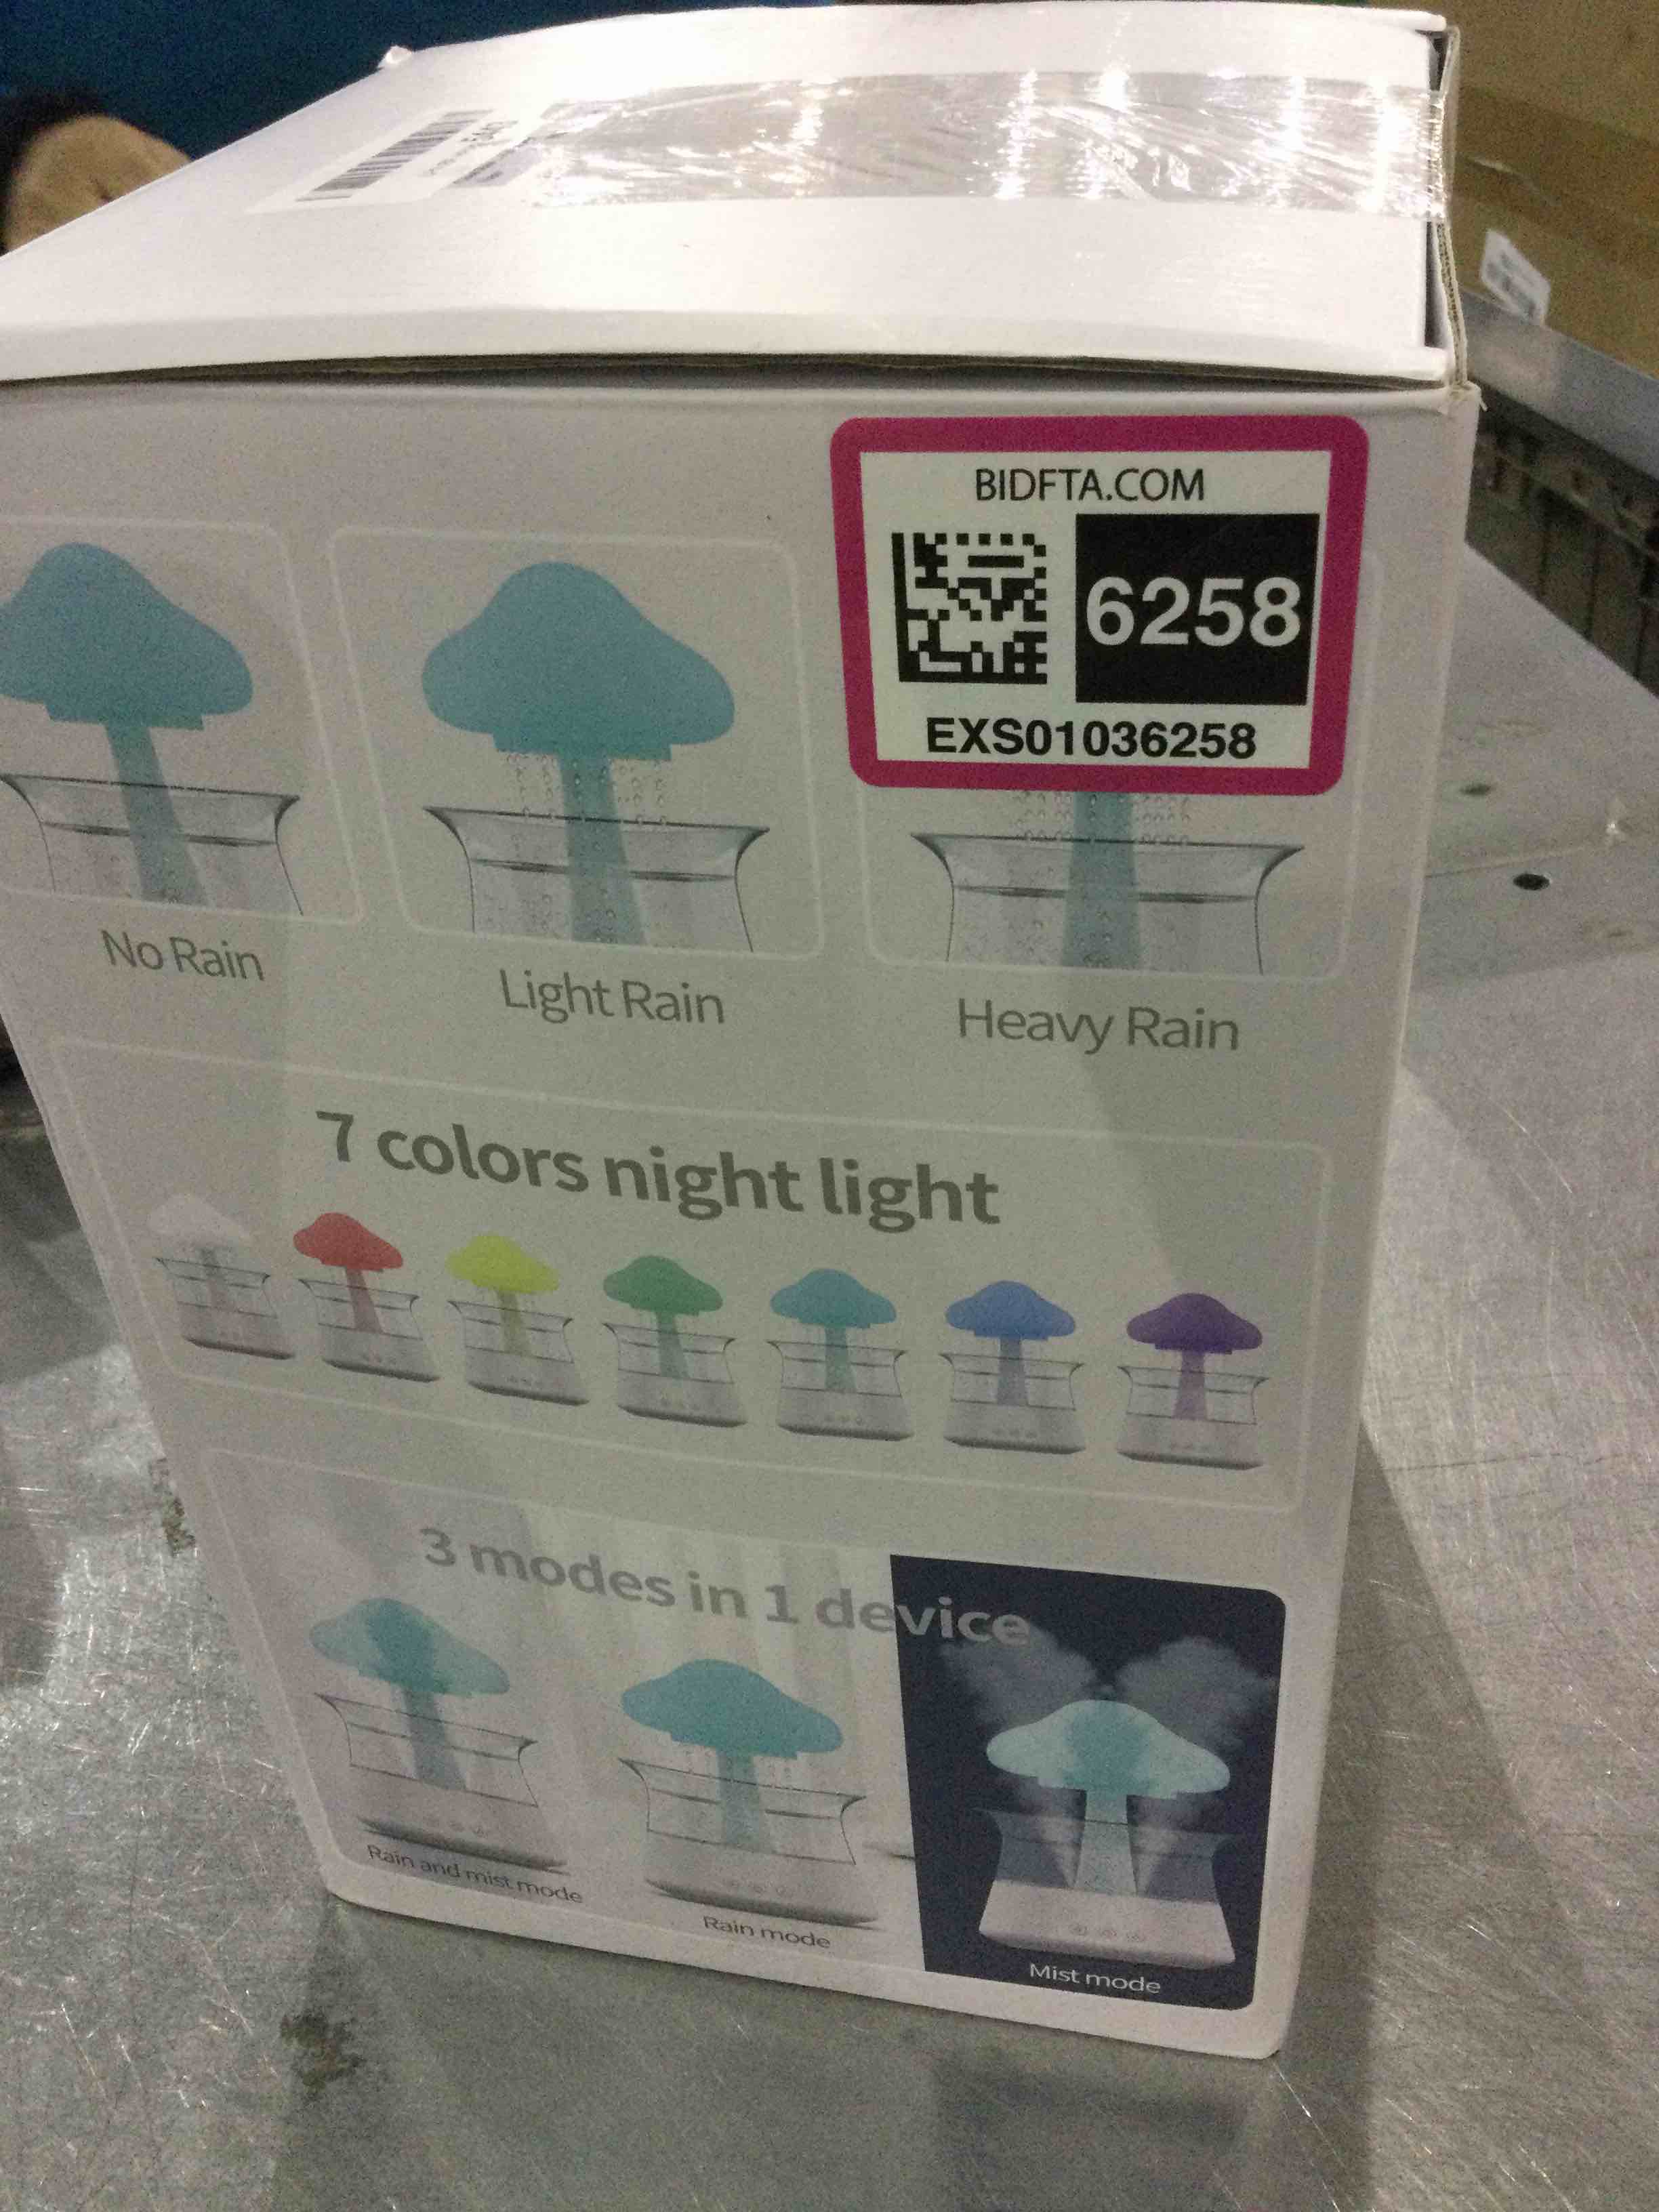 BIDFTA.COM
6258
EXS01036258
No Rain
Light Rain
Heavy Rain
7 colors night light
3 modes in 1 device
Rain and mist mode
Rain mode
Mist mode